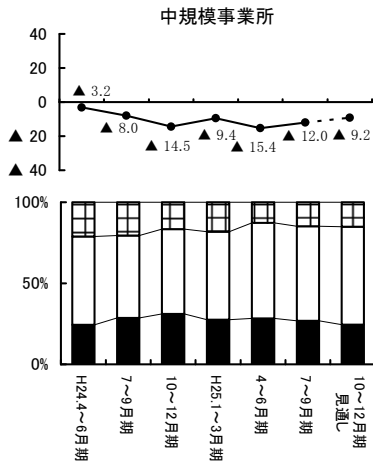 中規模事業所
40
20
0
▲ 20
▲ 40
▲ 3.2
▲ 8.0
▲ 14.5
▲ 9.4
▲ 15.4
▲ 12.0
▲ 9.2
100%
50%
0%
H24.4～6月期
7～9月期
10～12月期
H25.1～3月期
4～6月期
7～9月期
10～12月期
見通し